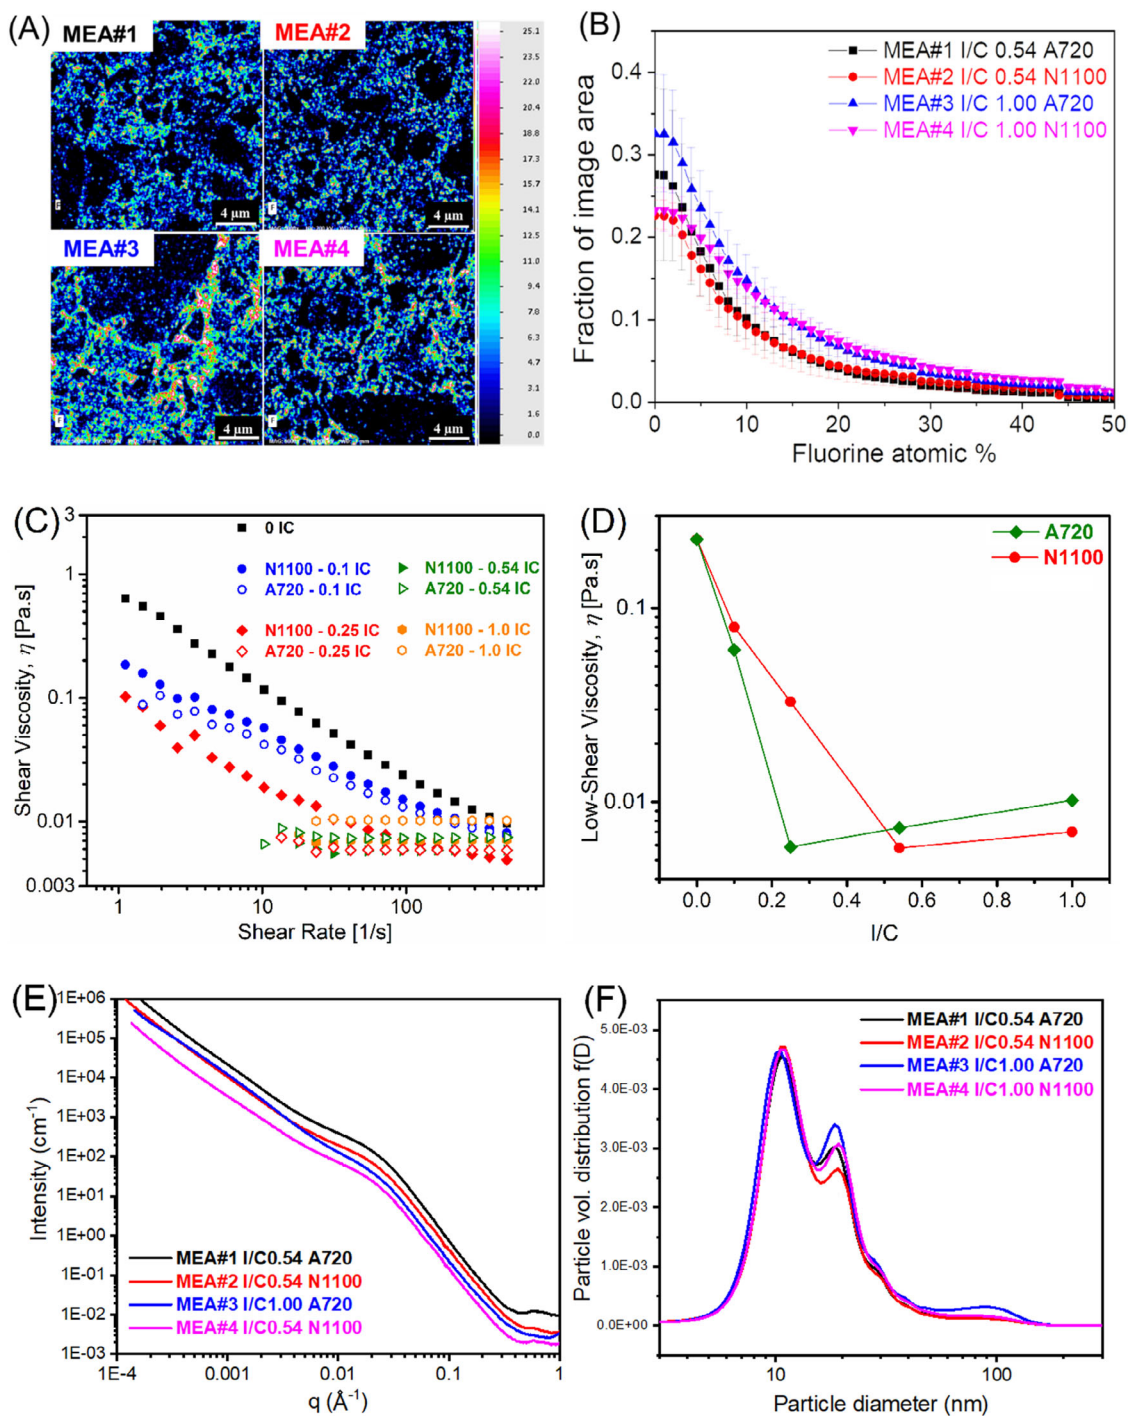 (A)
MEA#1
MEA#2
4 µm
4 µm
F
F
MEA#3
MEA#4
4 µm
4 µm
F
F
25.1
22.5
18.8
17.2
15.7
14.1
12.5
11.0
9.4
7.8
6.3
4.7
3.1
1.6
0.0
(B)
MEA#1 I/C 0.54 A720
MEA#2 I/C 0.54 N1100
MEA#3 I/C 1.00 A720
MEA#4 I/C 1.00 N1100
Fraction of image area
0.4
0.3
0.2
0.1
0.0
0 10 20 30 40 50
Fluorine atomic %
(C)
0 IC
N1100 - 0.1 IC
A720 - 0.1 IC
N1100 - 0.25 IC
A720 - 0.25 IC
N1100 - 0.54 IC
A720 - 0.54 IC
N1100 - 1.0 IC
A720 - 1.0 IC
Shear Viscosity, η [Pa.s]
3
1
0.1
0.01
0.003
1 10 100
Shear Rate [1/s]
(D)
A720
N1100
Low-Shear Viscosity, η [Pa.s]
0.1
0.01
0.0 0.2 0.4 0.6 0.8 1.0
I/C
(E)
Intensity (cm⁻¹)
1E+06
1E+05
1E+04
1E+03
1E+02
1E+01
1E+00
1E-01
1E-02
1E-03
MEA#1 I/C0.54 A720
MEA#2 I/C0.54 N1100
MEA#3 I/C1.00 A720
MEA#4 I/C0.54 N1100
1E-4 0.001 0.01 0.1 1
q (Å⁻¹)
(F)
MEA#1 I/C0.54 A720
MEA#2 I/C0.54 N1100
MEA#3 I/C1.00 A720
MEA#4 I/C1.00 N1100
Particle vol. distribution f(D)
5.0E-03
4.0E-03
3.0E-03
2.0E-03
1.0E-03
0.0E+00
10 100
Particle diameter (nm)